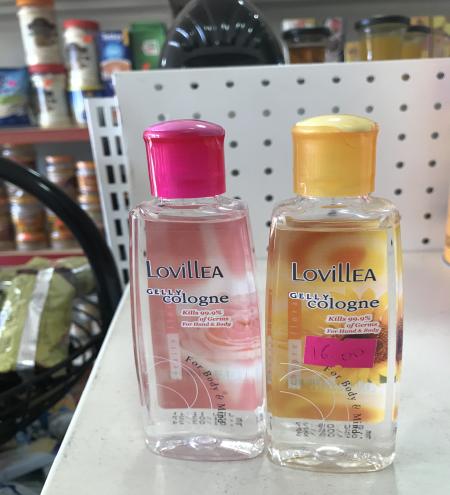 LovillEA
GELLY
cologne
Kills 99.9%
of Germs
For Hand & Body
For Body & Mind
LovillEA
GELLY
cologne
Kills 99.9%
of Germs
For Hand & Body
16
For Body & Mind